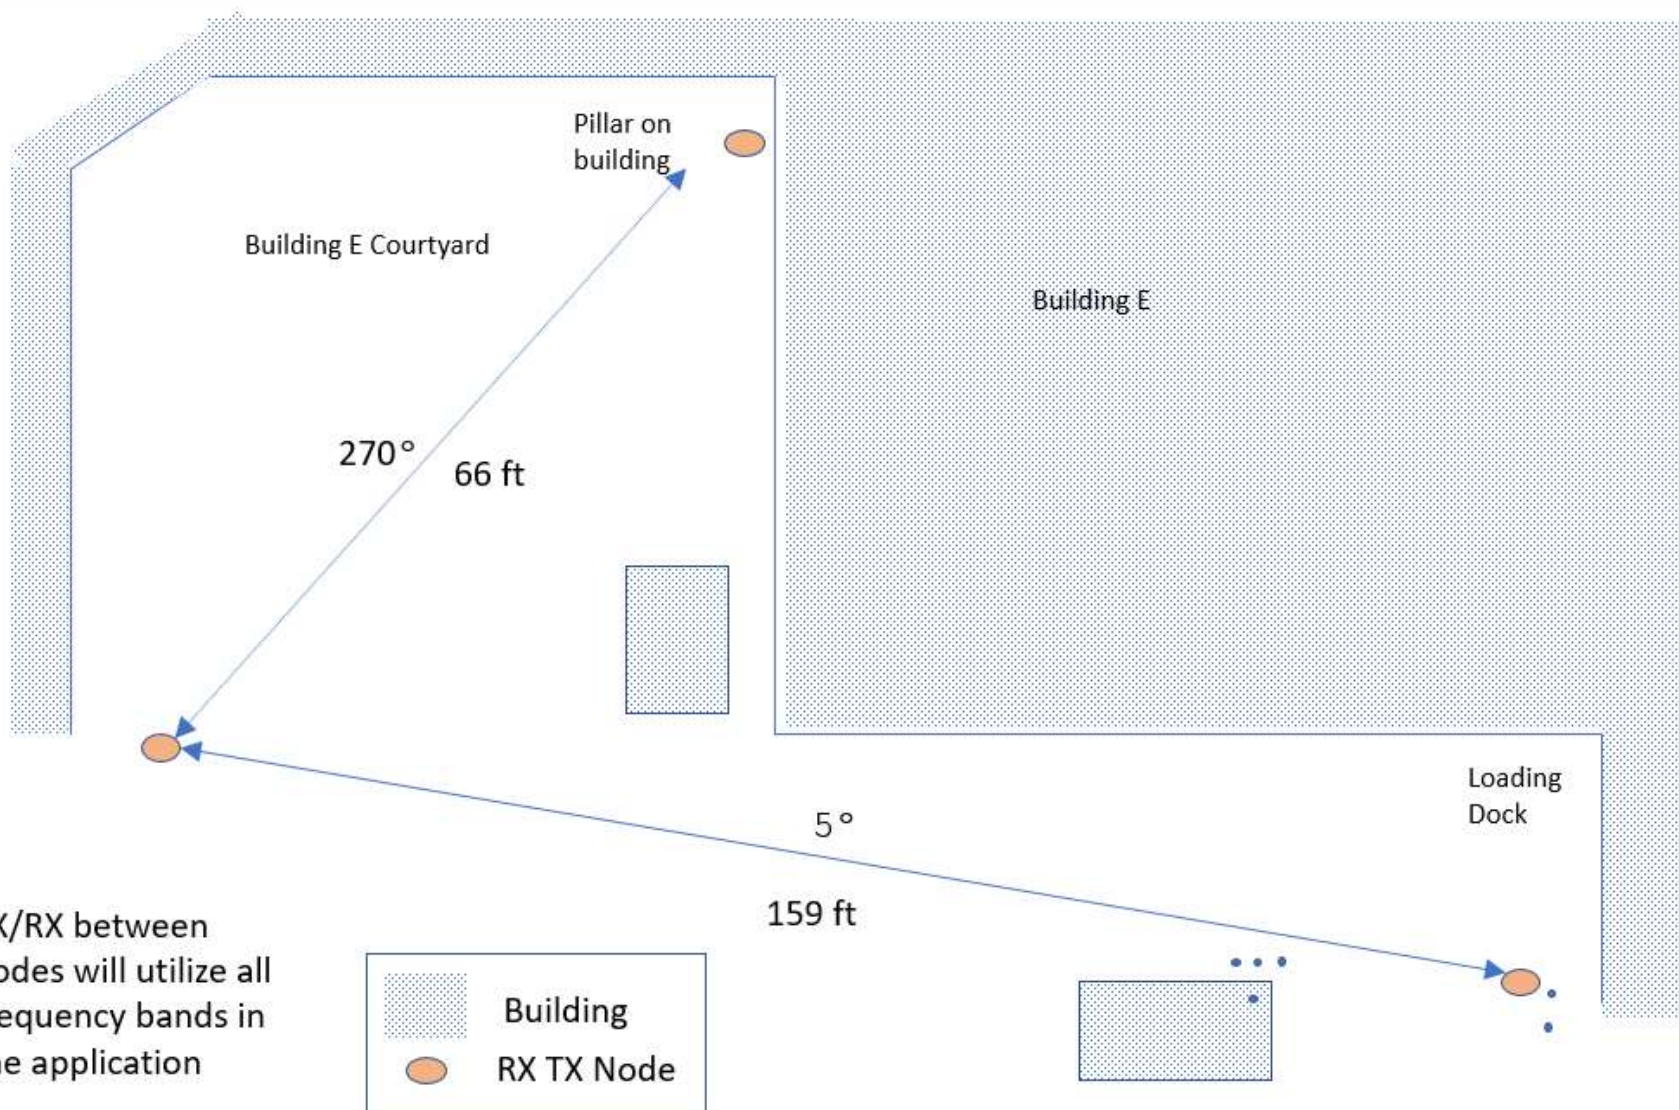 Pillar on
building
Building E Courtyard
Building E
270°
66 ft
Loading
Dock
5°
159 ft
X/RX between
odes will utilize all
equency bands in
e application
Building
RX TX Node